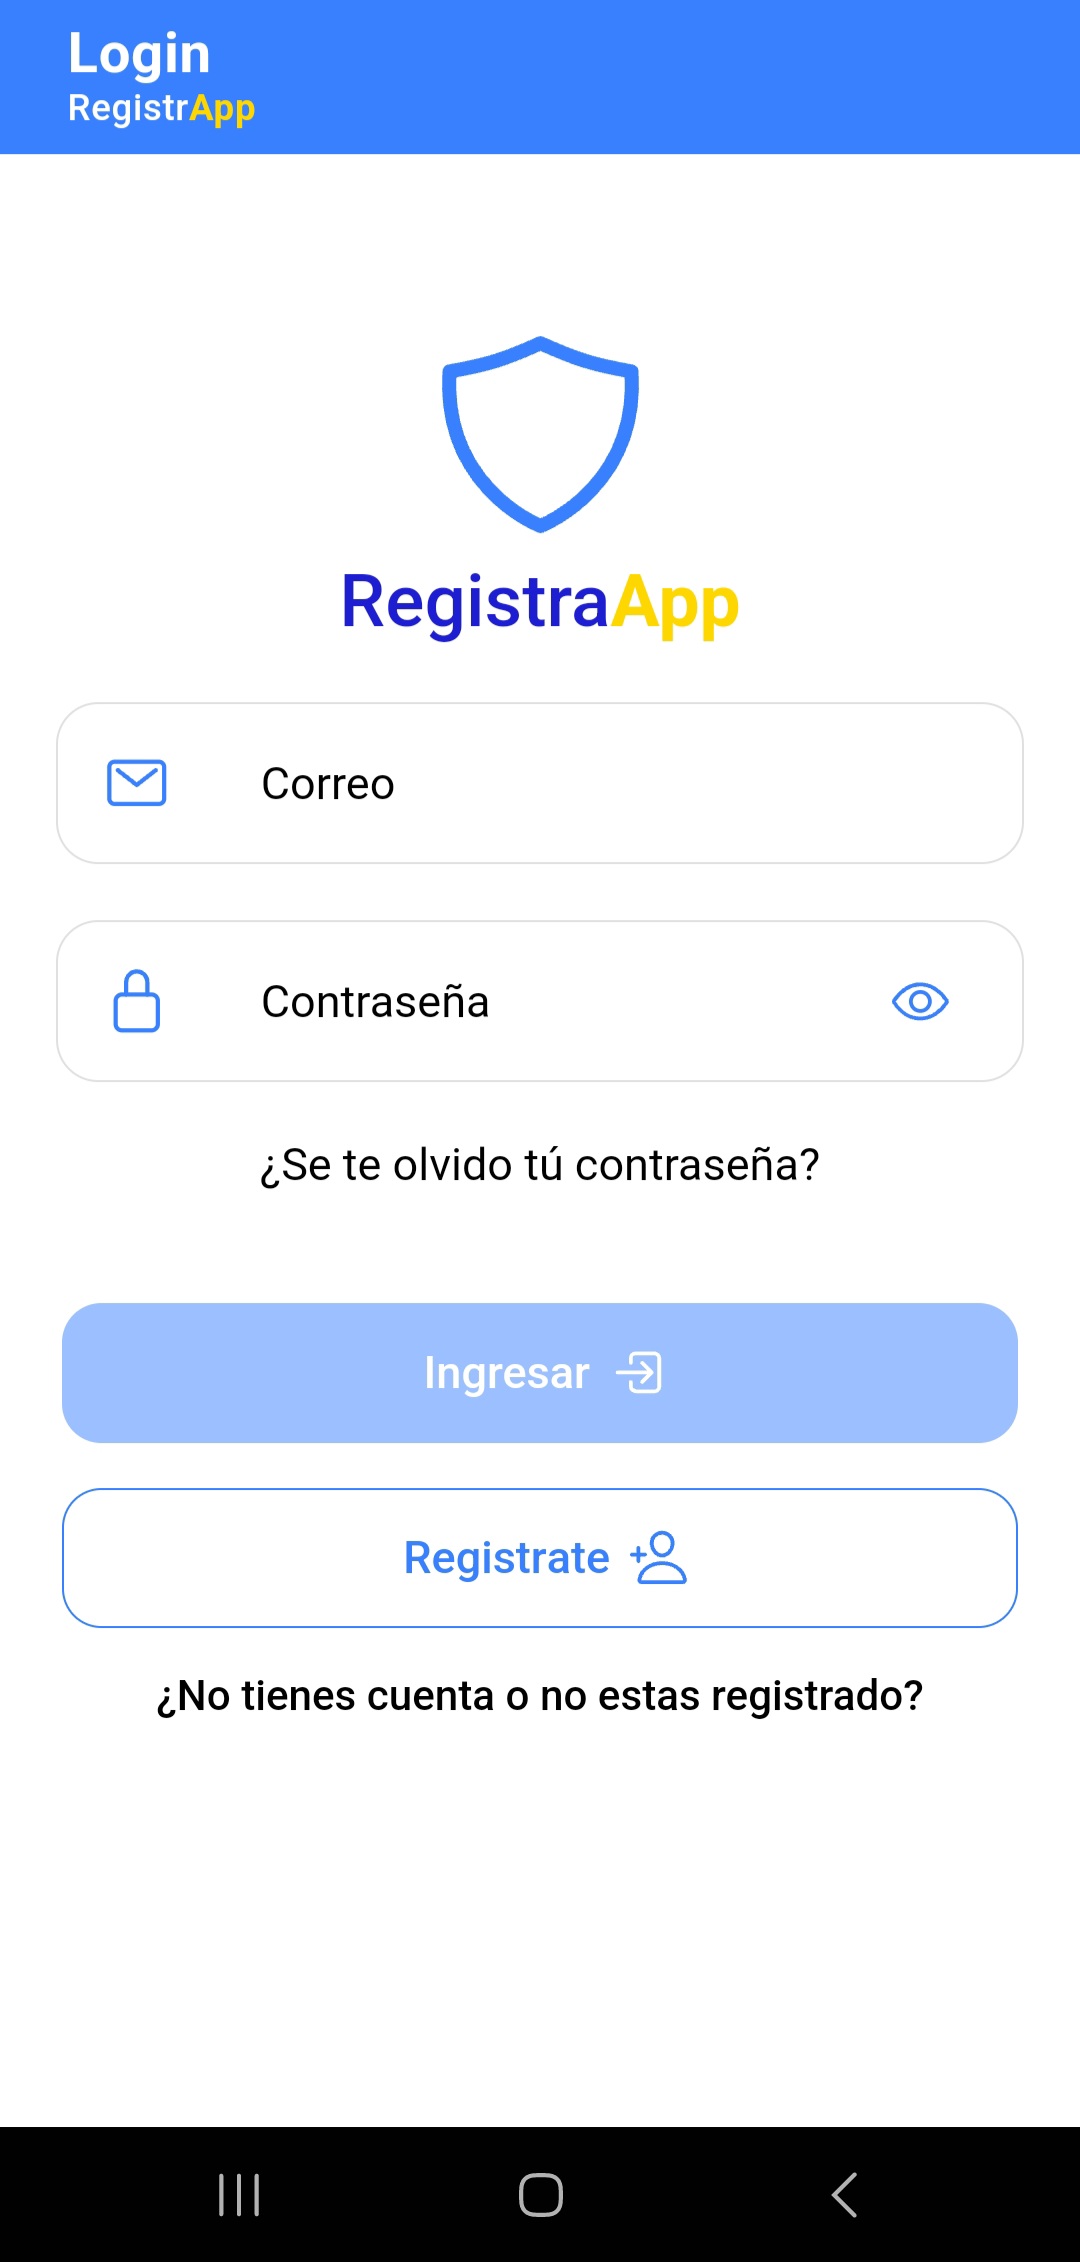 Login
RegistrApp
RegistraApp
Correo
Contraseña
¿Se te olvido tú contraseña?
Ingresar
Registrate
¿No tienes cuenta o no estas registrado?